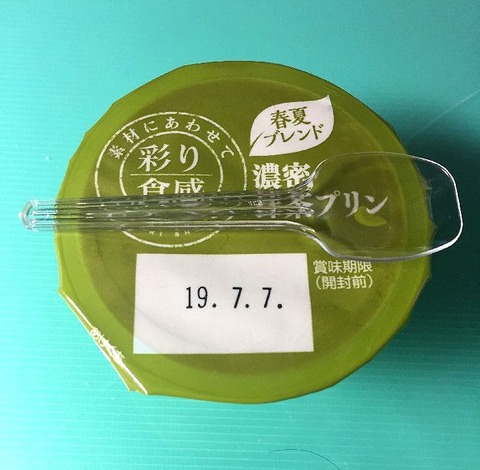 素材にあわせて
彩り
食感
春夏
ブレンド
濃密
抹茶プリン
賞味期限
(開封前)
19.7.7.